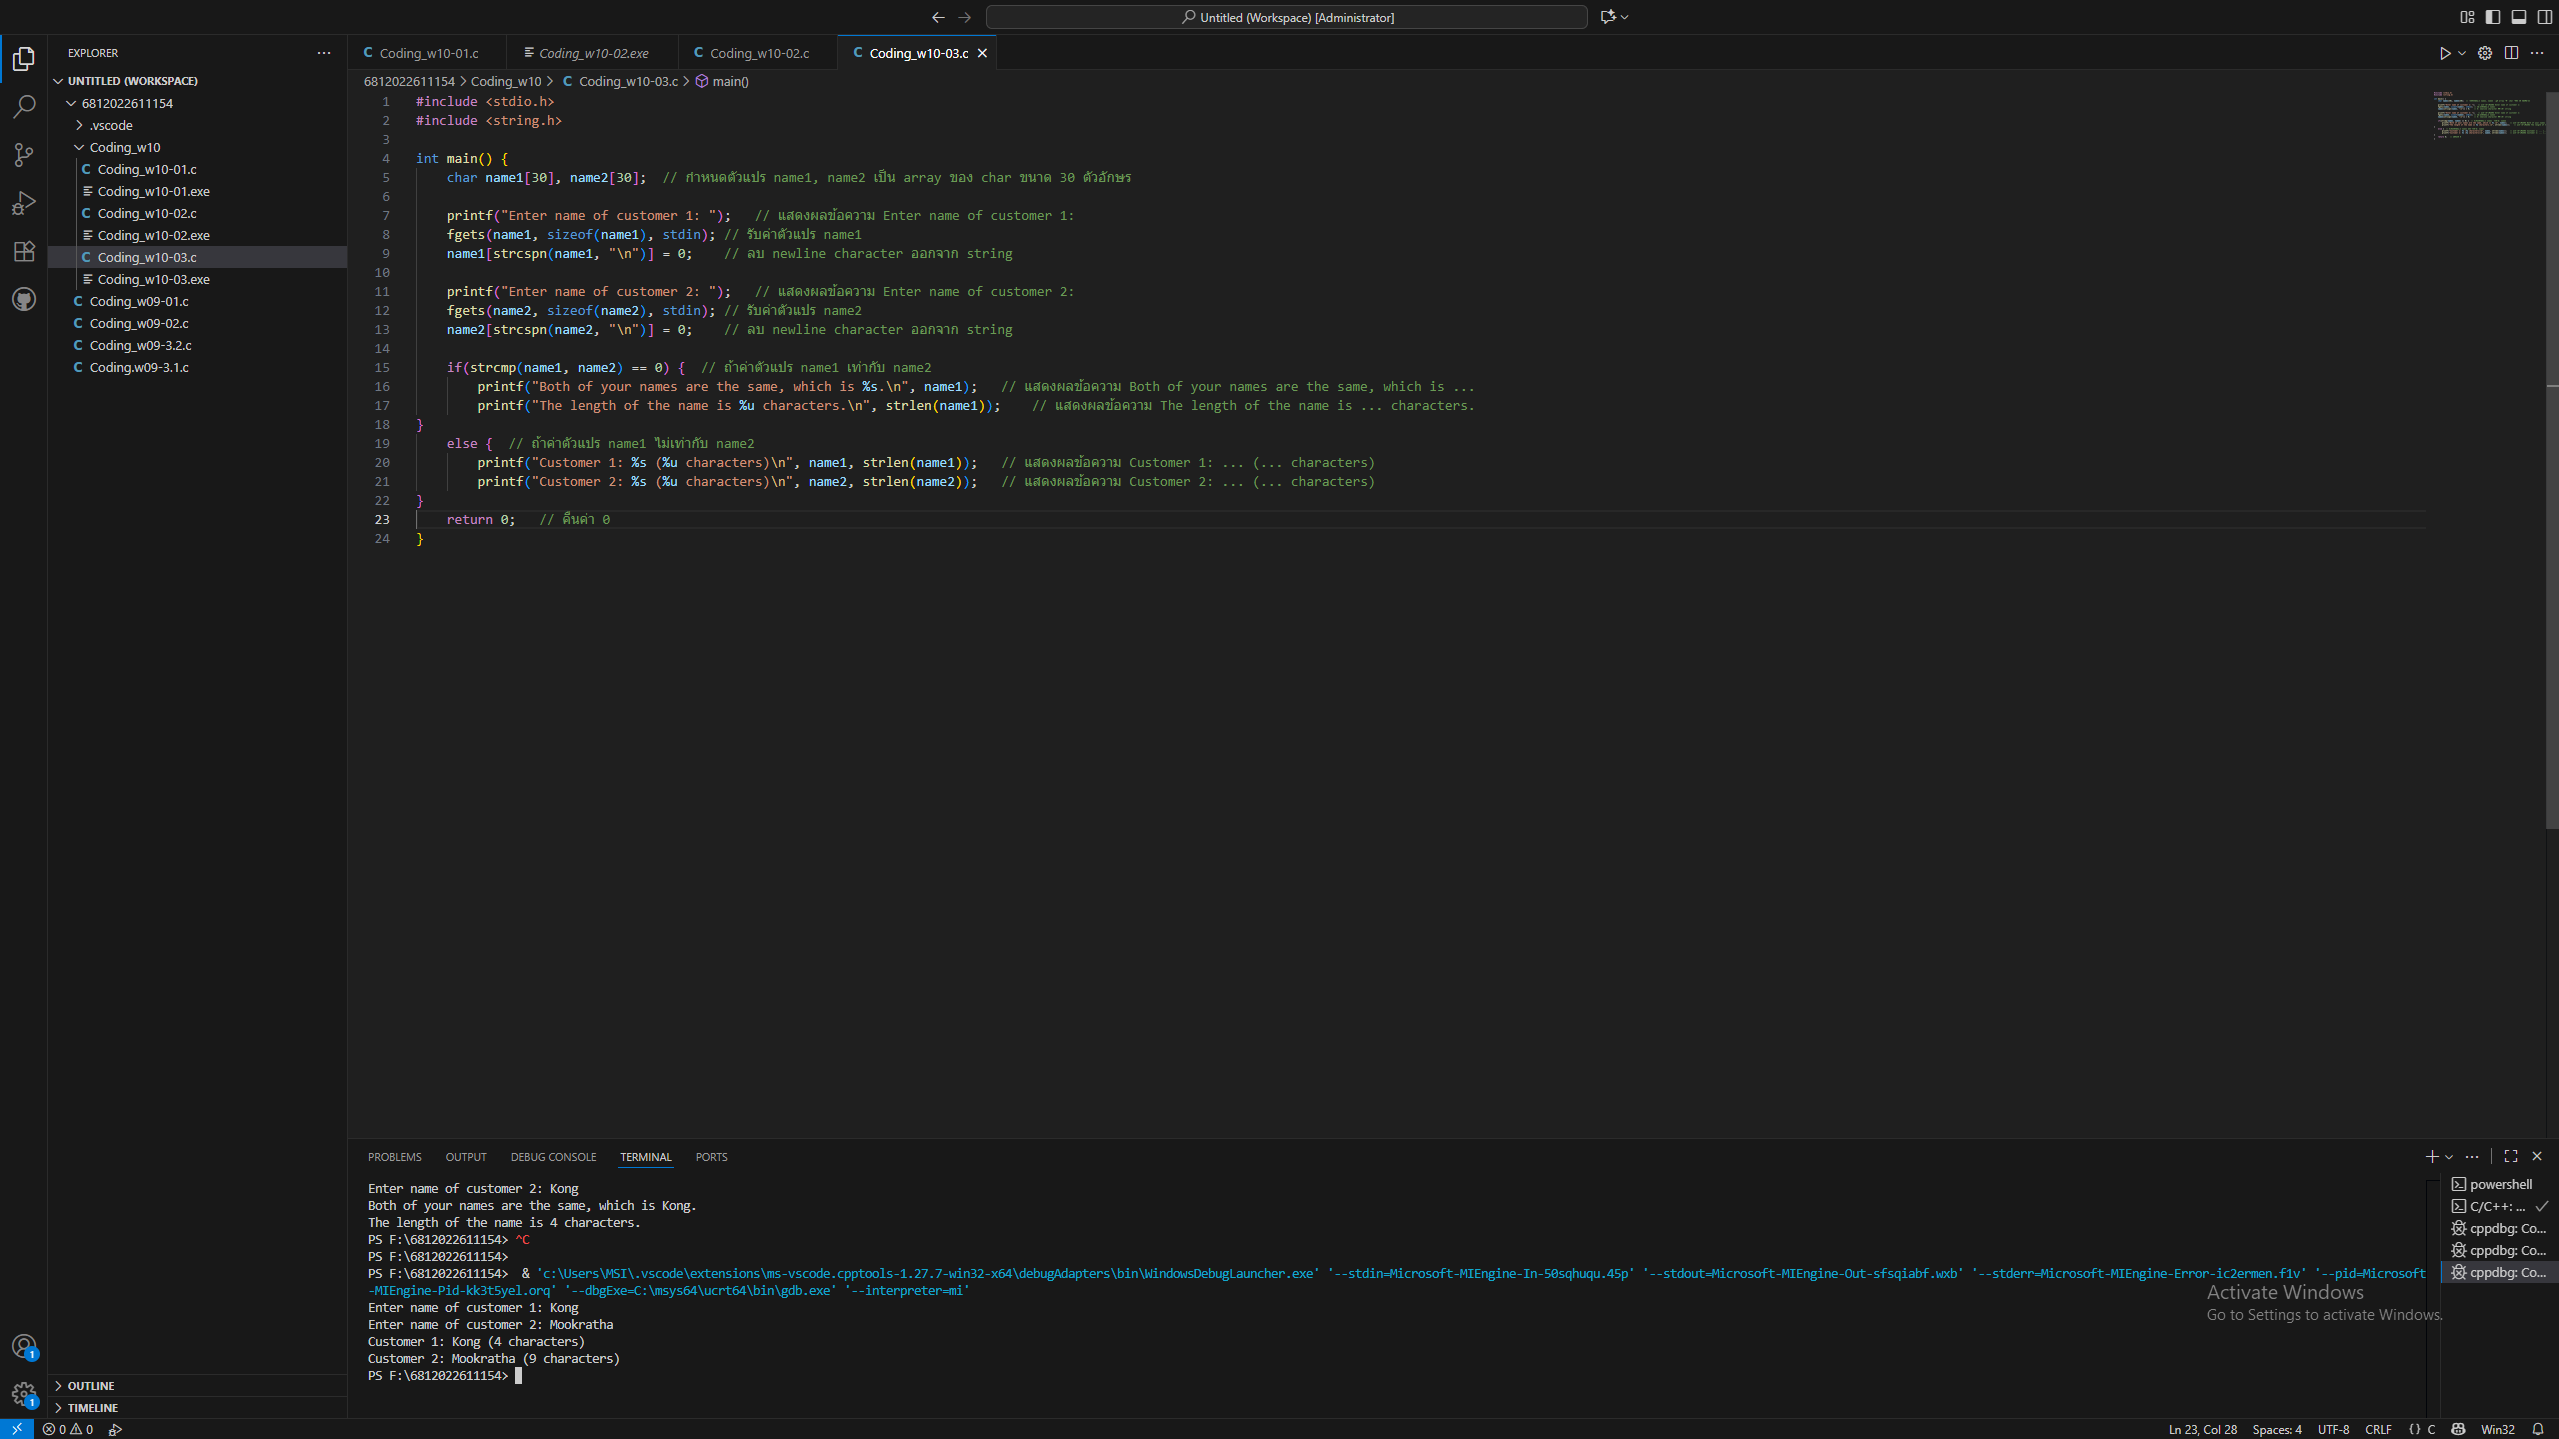 Untitled (Workspace) [Administrator]
EXPLORER
UNTITLED (WORKSPACE)
6812022611154
.vscode
Coding_w10
Coding_w10-01.c
Coding_w10-01.exe
Coding_w10-02.c
Coding_w10-02.exe
Coding_w10-03.c
Coding_w10-03.exe
Coding_w09-01.c
Coding_w09-02.c
Coding_w09-3.2.c
Coding.w09-3.1.c
OUTLINE
TIMELINE
Coding_w10-01.c
Coding_w10-02.exe
Coding_w10-02.c
Coding_w10-03.c
6812022611154 > Coding_w10 > Coding_w10-03.c > main()
1 #include <stdio.h>
2 #include <string.h>
3
4 int main() {
5 char name1[30], name2[30];  // กำหนดตัวแปร name1, name2 เป็น array ของ char ขนาด 30 ตัวอักษร
6
7 printf("Enter name of customer 1: ");   // แสดงผลข้อความ Enter name of customer 1:
8 fgets(name1, sizeof(name1), stdin); // รับค่าตัวแปร name1
9 name1[strcspn(name1, "\n")] = 0;    // ลบ newline character ออกจาก string
10
11 printf("Enter name of customer 2: ");   // แสดงผลข้อความ Enter name of customer 2:
12 fgets(name2, sizeof(name2), stdin); // รับค่าตัวแปร name2
13 name2[strcspn(name2, "\n")] = 0;    // ลบ newline character ออกจาก string
14
15 if(strcmp(name1, name2) == 0) {  // ถ้าค่าตัวแปร name1 เท่ากับ name2
16 printf("Both of your names are the same, which is %s.\n", name1);   // แสดงผลข้อความ Both of your names are the same, which is ...
17 printf("The length of the name is %u characters.\n", strlen(name1));    // แสดงผลข้อความ The length of the name is ... characters.
18 }
19 else {  // ถ้าค่าตัวแปร name1 ไม่เท่ากับ name2
20 printf("Customer 1: %s (%u characters)\n", name1, strlen(name1));   // แสดงผลข้อความ Customer 1: ... (... characters)
21 printf("Customer 2: %s (%u characters)\n", name2, strlen(name2));   // แสดงผลข้อความ Customer 2: ... (... characters)
22 }
23 return 0;   // คืนค่า 0
24 }
PROBLEMS OUTPUT DEBUG CONSOLE TERMINAL PORTS
Enter name of customer 2: Kong
Both of your names are the same, which is Kong.
The length of the name is 4 characters.
PS F:\6812022611154> ^C
PS F:\6812022611154>
PS F:\6812022611154>  & 'c:\Users\MSI\.vscode\extensions\ms-vscode.cpptools-1.27.7-win32-x64\debugAdapters\bin\WindowsDebugLauncher.exe' '--stdin=Microsoft-MIEngine-In-50sqhuqu.45p' '--stdout=Microsoft-MIEngine-Out-sfsqiabf.wxb' '--stderr=Microsoft-MIEngine-Error-ic2ermen.f1v' '--pid=Microsoft
-MIEngine-Pid-kk3t5yel.orq' '--dbgExe=C:\msys64\ucrt64\bin\gdb.exe' '--interpreter=mi'
Enter name of customer 1: Kong
Enter name of customer 2: Mookratha
Customer 1: Kong (4 characters)
Customer 2: Mookratha (9 characters)
PS F:\6812022611154>
powershell
C/C++: ...
cppdbg: Co...
cppdbg: Co...
cppdbg: Co...
Activate Windows
Go to Settings to activate Windows.
1
1
0 0
Ln 23, Col 28 Spaces: 4 UTF-8 CRLF {} C Win32